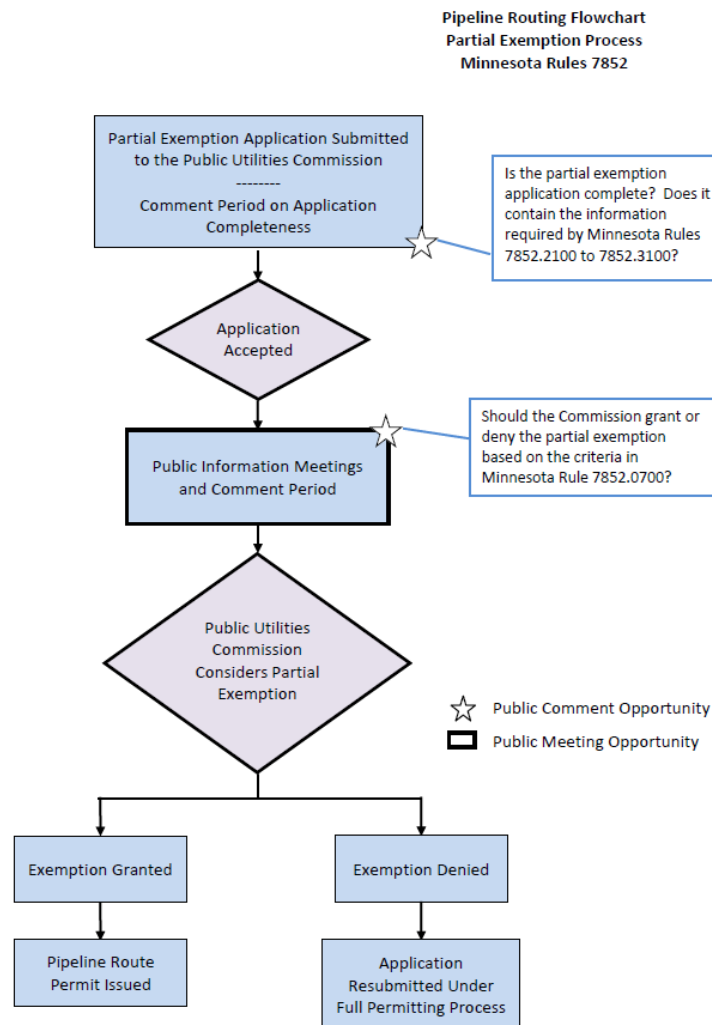 Pipeline Routing Flowchart
Partial Exemption Process
Minnesota Rules 7852
Partial Exemption Application Submitted
to the Public Utilities Commission
--------
Comment Period on Application
Completeness
Is the partial exemption
application complete? Does it
contain the information
required by Minnesota Rules
7852.2100 to 7852.3100?
Application
Accepted
Should the Commission grant or
deny the partial exemption
based on the criteria in
Minnesota Rule 7852.0700?
Public Information Meetings
and Comment Period
Public Utilities
Commission
Considers Partial
Exemption
Public Comment Opportunity
Public Meeting Opportunity
Exemption Granted
Exemption Denied
Pipeline Route
Permit Issued
Application
Resubmitted Under
Full Permitting Process